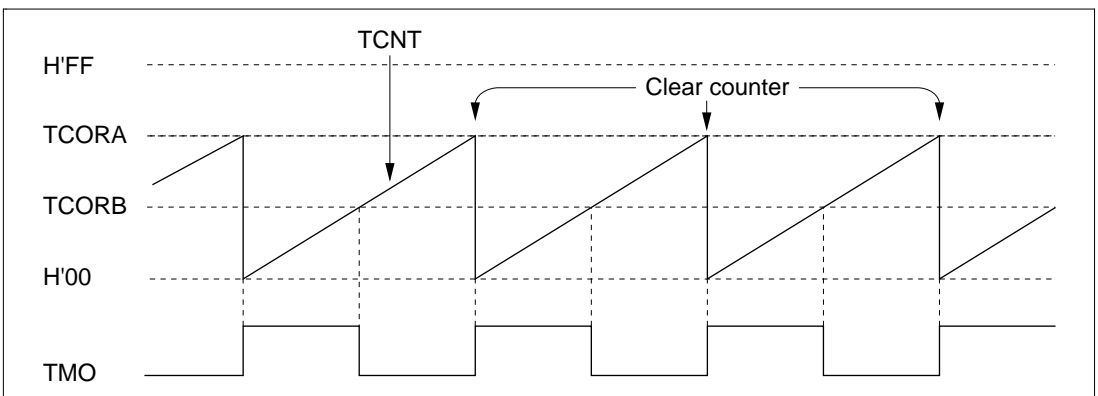 TCNT
H'FF
Clear counter
TCORA
TCORB
H'00
TMO